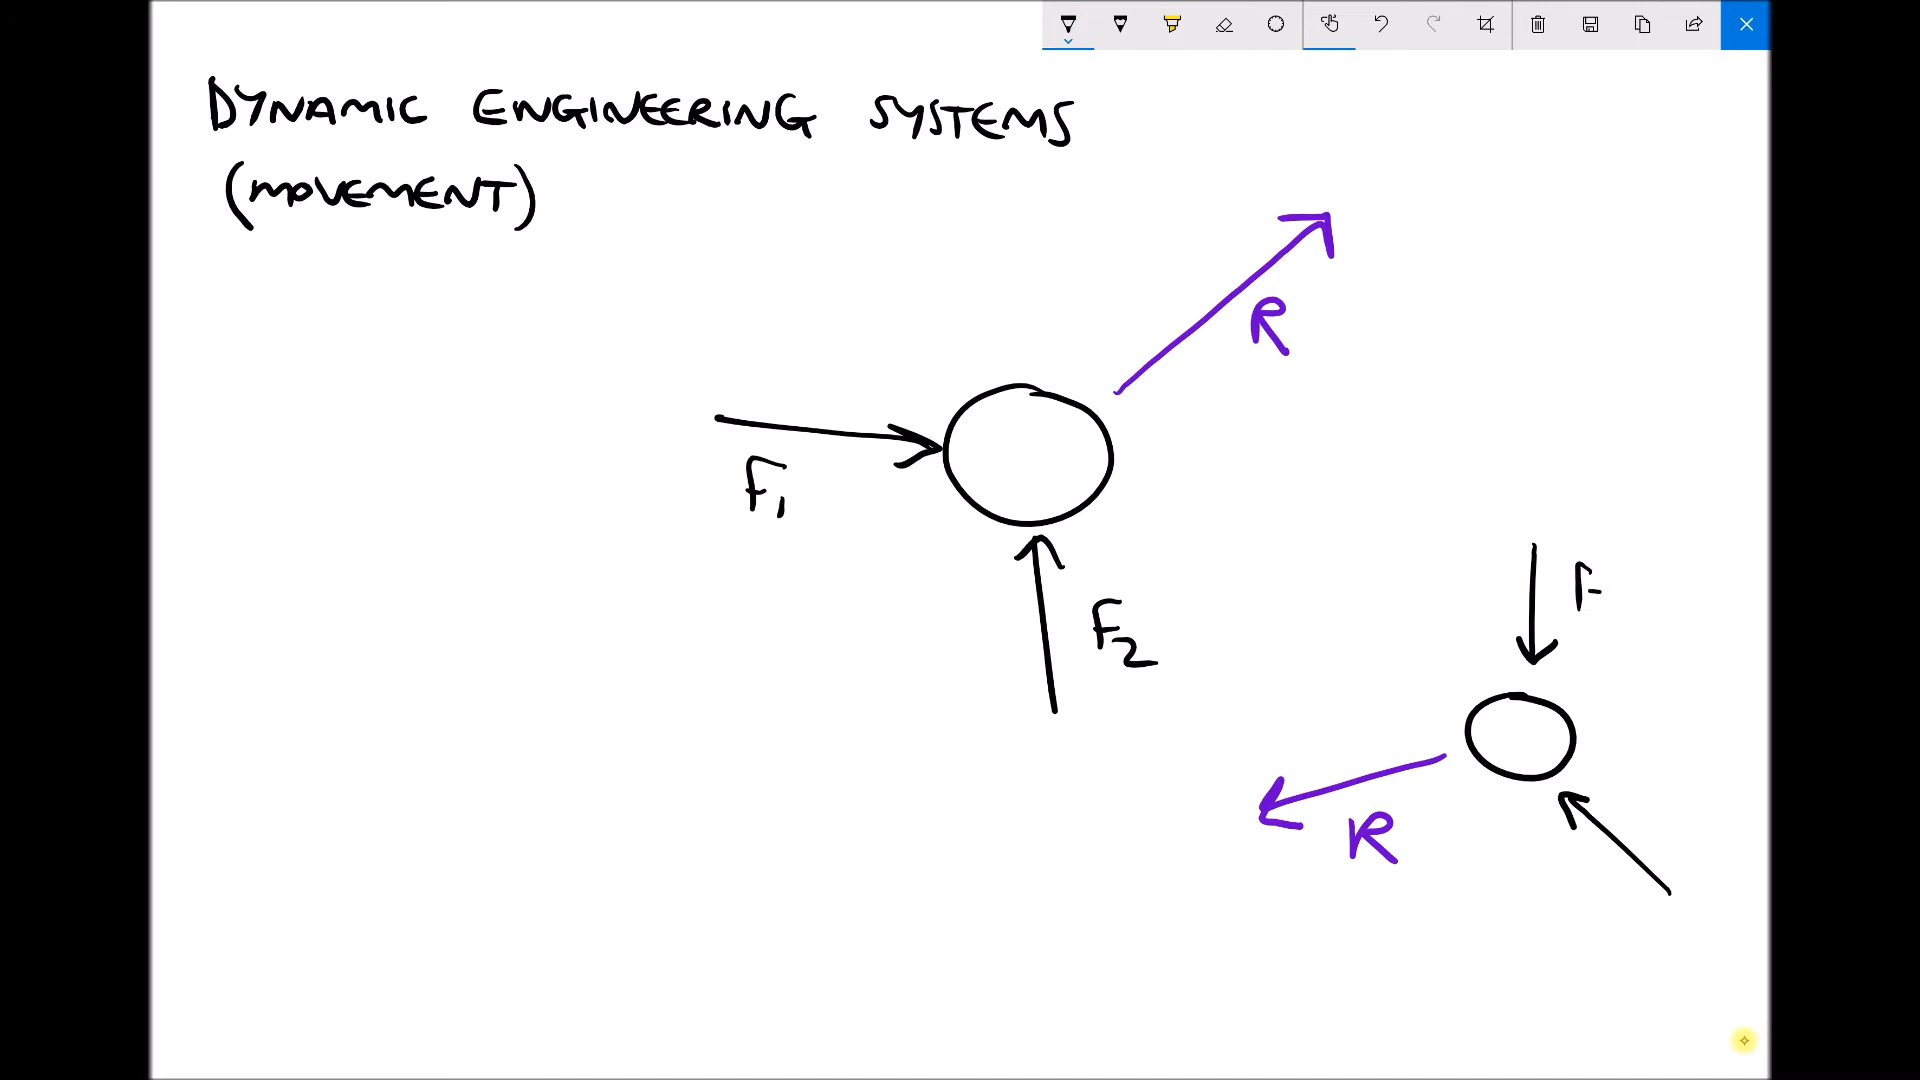 DYNAMIC ENGINEERING SYSTEMS
(MOVEMENT)
R
F1
F2
F
R